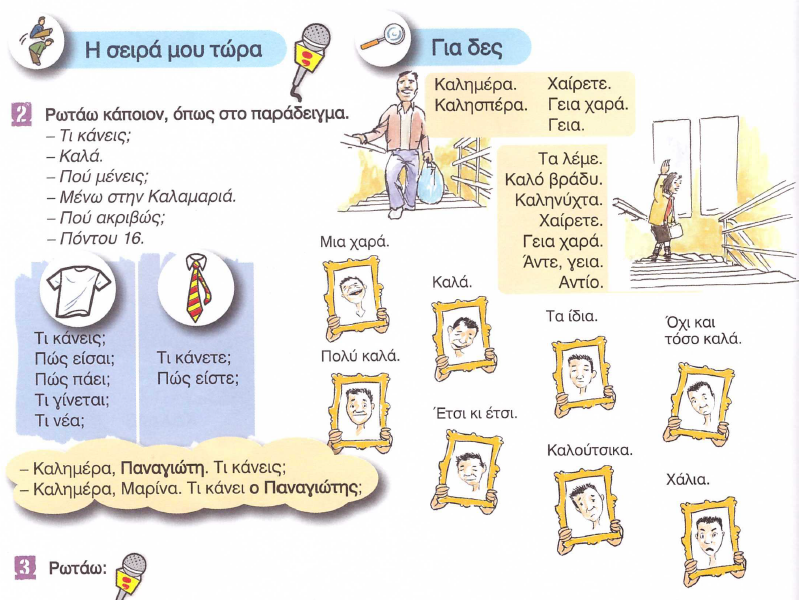 Η σειρά μου τώρα
2 Ρωτάω κάποιον, όπως στο παράδειγμα.
– Τι κάνεις;
– Καλά.
– Πού μένεις;
– Μένω στην Καλαμαριά.
– Πού ακριβώς;
– Πόντου 16.
Τι κάνεις;
Πώς είσαι;
Πώς πάει;
Τι γίνεται;
Τι νέα;
Τι κάνετε;
Πώς είστε;
– Καλημέρα, Παναγιώτη. Τι κάνεις;
– Καλημέρα, Μαρίνα. Τι κάνει ο Παναγιώτης;
3 Ρωτάω:
Για δες
Καλημέρα. Χαίρετε.
Καλησπέρα. Γεια χαρά.
Γεια.
Τα λέμε.
Καλό βράδυ.
Καληνύχτα.
Χαίρετε.
Γεια χαρά.
Άντε, γεια.
Αντίο.
Μια χαρά.
Πολύ καλά.
Καλά.
Έτσι κι έτσι.
Τα ίδια.
Καλούτσικα.
Όχι και
τόσο καλά.
Χάλια.